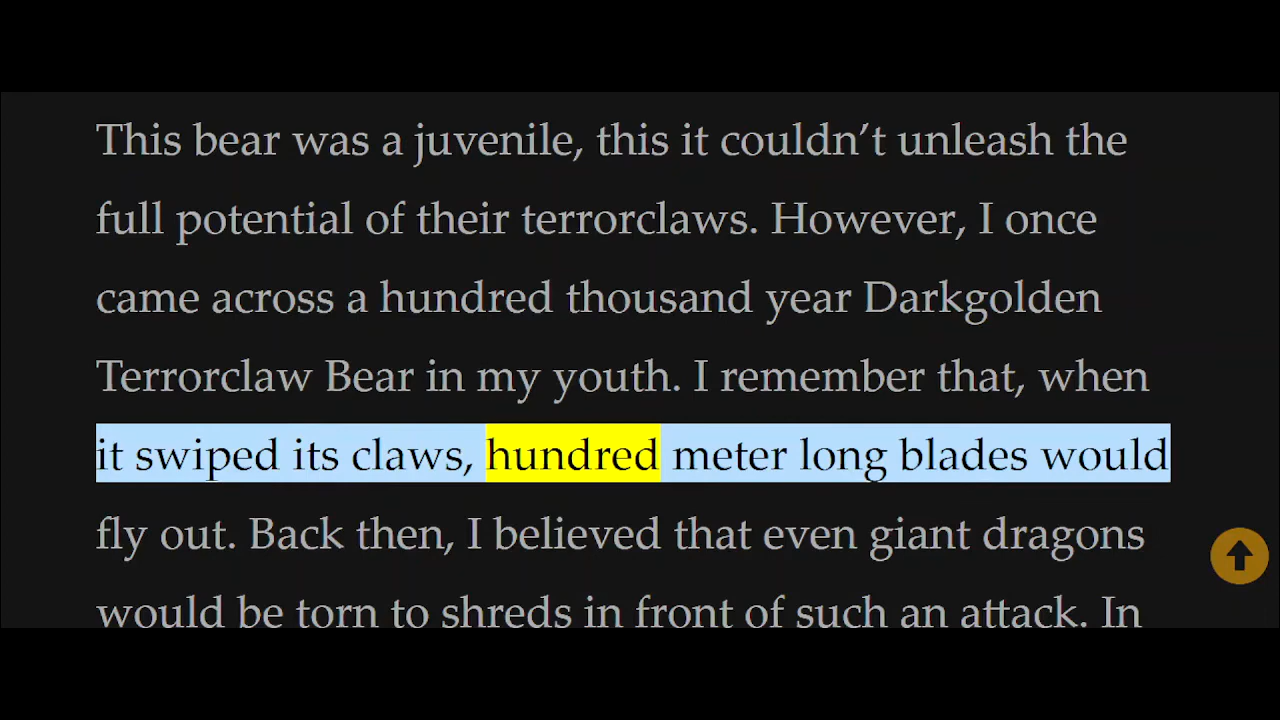 This bear was a juvenile, this it couldn’t unleash the
full potential of their terrorclaws. However, I once
came across a hundred thousand year Darkgolden
Terrorclaw Bear in my youth. I remember that, when
it swiped its claws, hundred meter long blades would
fly out. Back then, I believed that even giant dragons
would be torn to shreds in front of such an attack. In